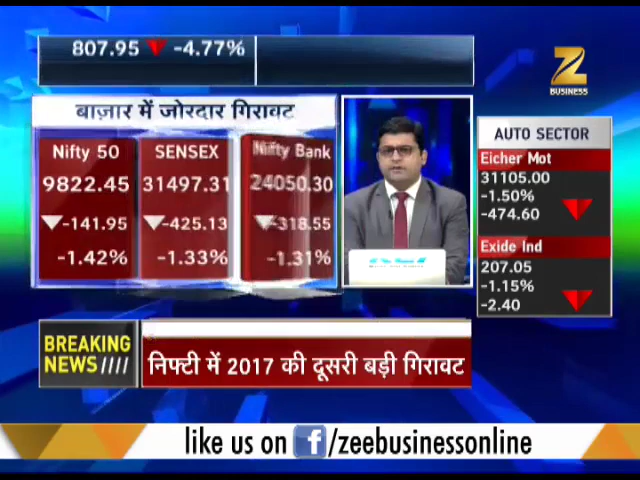 807.95 ▼ -4.77%
Z
BUSINESS
बाज़ार में जोरदार गिरावट
Nifty 50
9822.45
▼-141.95
-1.42%
SENSEX
31497.31
▼-425.13
-1.33%
Nifty Bank
24050.30
▼-318.55
-1.31%
AUTO SECTOR
Eicher Mot
31105.00
-1.50%
-474.60
Exide Ind
207.05
-1.15%
-2.40
BREAKING
NEWS////
निफ्टी में 2017 की दूसरी बड़ी गिरावट
like us on f/zeebusinessonline